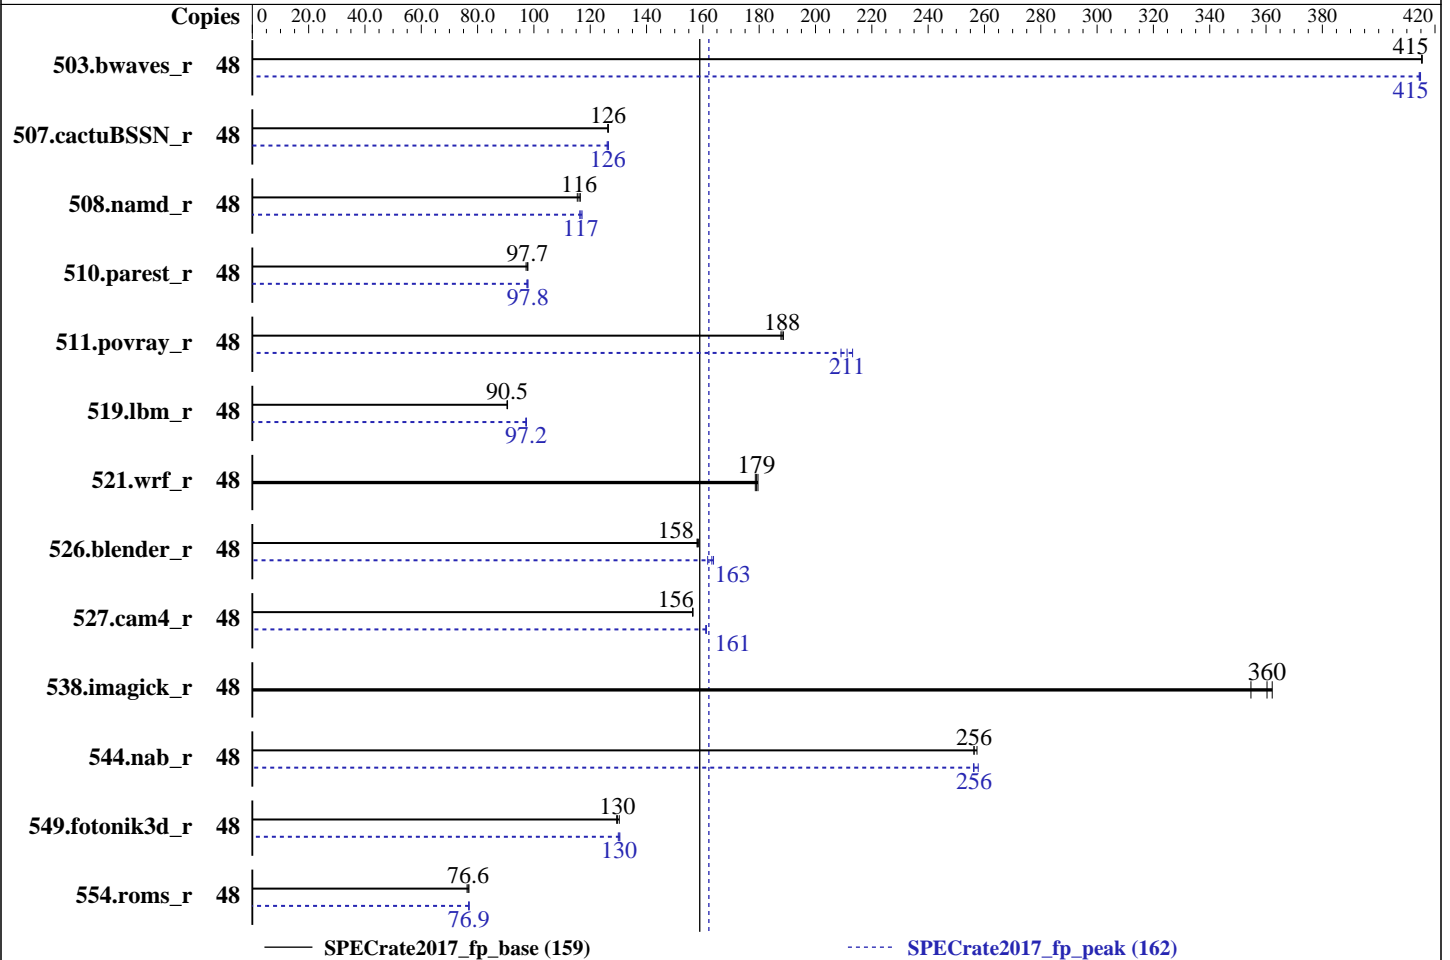 Copies 0 20.0 40.0 60.0 80.0 100 120 140 160 180 200 220 240 260 280 300 320 340 360 380 420
503.bwaves_r 48 415
415
507.cactuBSSN_r 48 126
126
508.namd_r 48 116
117
510.parest_r 48 97.7
97.8
511.povray_r 48 188
211
519.lbm_r 48 90.5
97.2
521.wrf_r 48 179
526.blender_r 48 158
163
527.cam4_r 48 156
161
538.imagick_r 48 360
544.nab_r 48 256
256
549.fotonik3d_r 48 130
130
554.roms_r 48 76.6
76.9
SPECrate2017_fp_base (159) SPECrate2017_fp_peak (162)